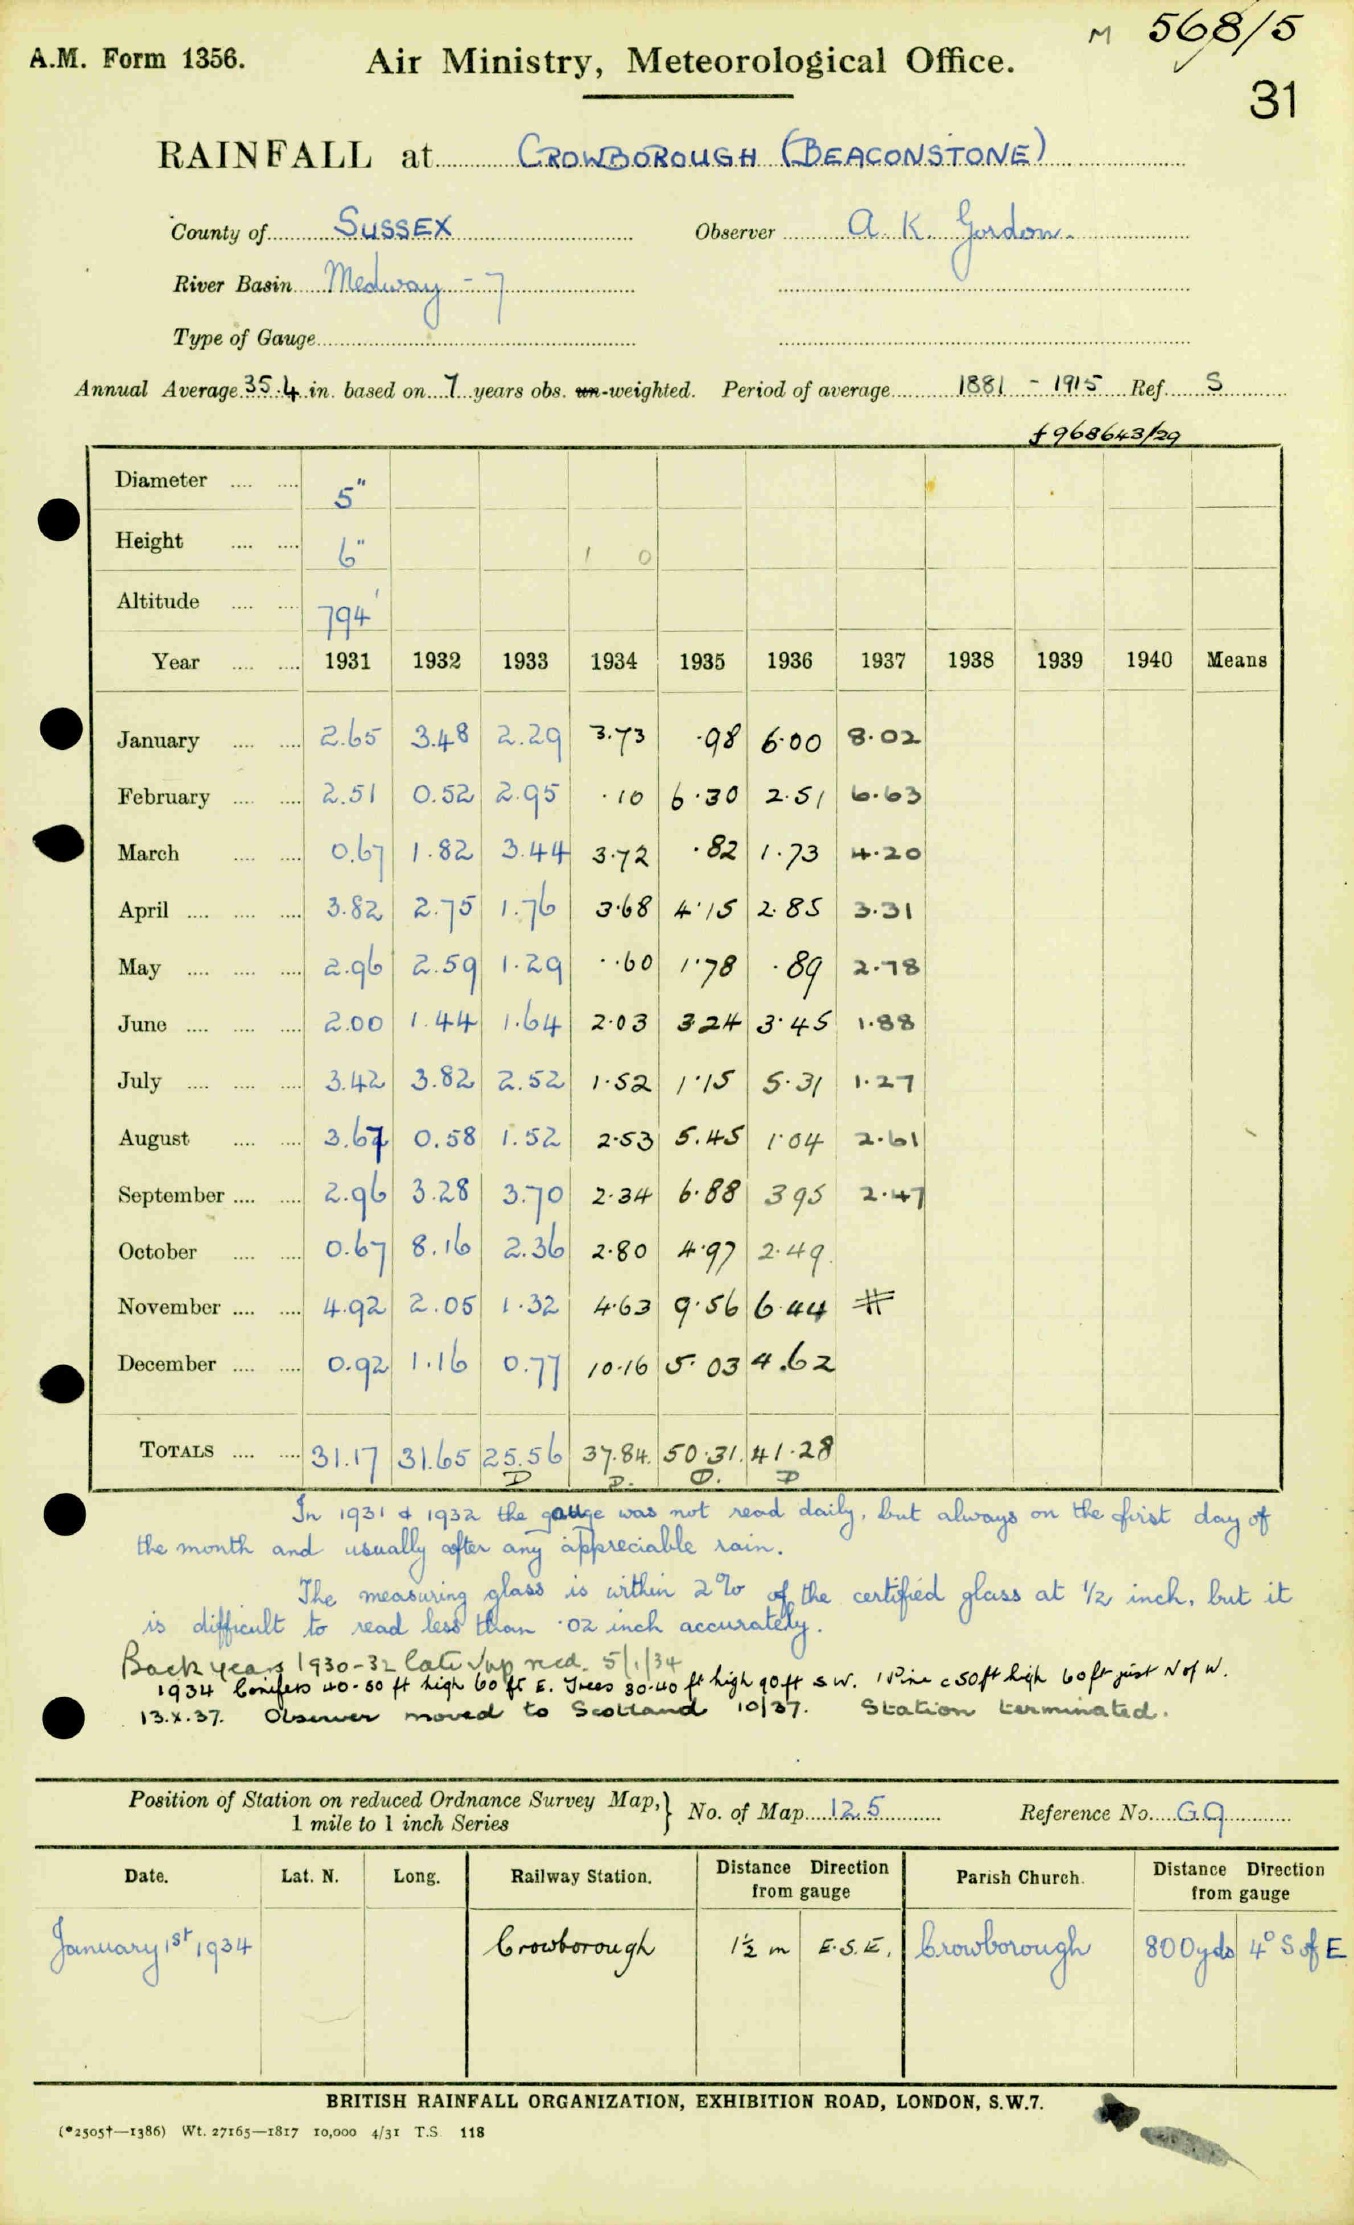 M 568/5
A.M. Form 1356. Air Ministry, Meteorological Office.
31
RAINFALL at CROWBOROUGH (BEACONSTONE)
County of SUSSEX Observer A. K. Gordon.
River Basin Medway - 7
Type of Gauge
Annual Average 35.4 in. based on 7 years obs. un-weighted. Period of average 1881 - 1915 Ref. S
f 968643/29
Diameter 5"
Height 6" 1 0
Altitude 794'
Year 1931 1932 1933 1934 1935 1936 1937 1938 1939 1940 Means
January 2.65 3.48 2.29 3.73 .98 6.00 8.02
February 2.51 0.52 2.95 .10 6.30 2.51 6.63
March 0.67 1.82 3.44 3.72 .82 1.73 4.20
April 3.82 2.75 1.76 3.68 4.15 2.85 3.31
May 2.96 2.59 1.29 .60 1.78 .89 2.78
June 2.00 1.44 1.64 2.03 3.24 3.45 1.88
July 3.42 3.82 2.52 1.52 1.15 5.31 1.27
August 3.67 0.58 1.52 2.53 5.45 1.04 2.61
September 2.96 3.28 3.70 2.34 6.88 3 95 2.47
October 0.67 8.16 2.36 2.80 4.97 2.49
November 4.92 2.05 1.32 4.63 9.56 6.44 #
December 0.92 1.16 0.77 10.16 5.03 4.62
TOTALS 31.17 31.65 25.56 37.84. 50.31. 41.28
D D. D. D
In 1931 & 1932 the gauge was not read daily, but always on the first day of
the month and usually after any appreciable rain.
The measuring glass is within 2% of the certified glass at 1/2 inch, but it
is difficult to read less than .02 inch accurately.
Back years 1930-32 late recd. 5/1/34
1934 Conifers 40-50 ft high 60 ft E. Trees 30-40 ft high 90ft S W. 1 Pine c 50ft high 60ft just N of W.
13.X.37. Observer moved to Scotland 10/37. Station terminated.
Position of Station on reduced Ordnance Survey Map, } No. of Map 125 Reference No. G9
1 mile to 1 inch Series
Date. Lat. N. Long. Railway Station. Distance Direction from gauge Parish Church. Distance Direction from gauge
January 1st 1934 Crowborough 1½ m E.S.E. Crowborough 800yds 4° S of E
BRITISH RAINFALL ORGANIZATION, EXHIBITION ROAD, LONDON, S.W.7.
(*2505†—1386) Wt. 27165—1817 10,000 4/31 T.S. 118